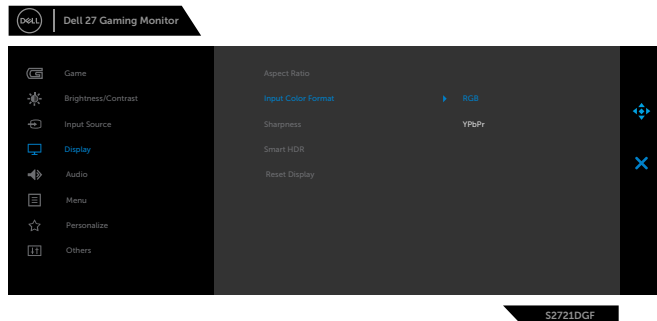 DELL
Dell 27 Gaming Monitor
Game
Brightness/Contrast
Input Source
Display
Audio
Menu
Personalize
Others
Aspect Ratio
Input Color Format
Sharpness
Smart HDR
Reset Display
RGB
YPbPr
S2721DGF